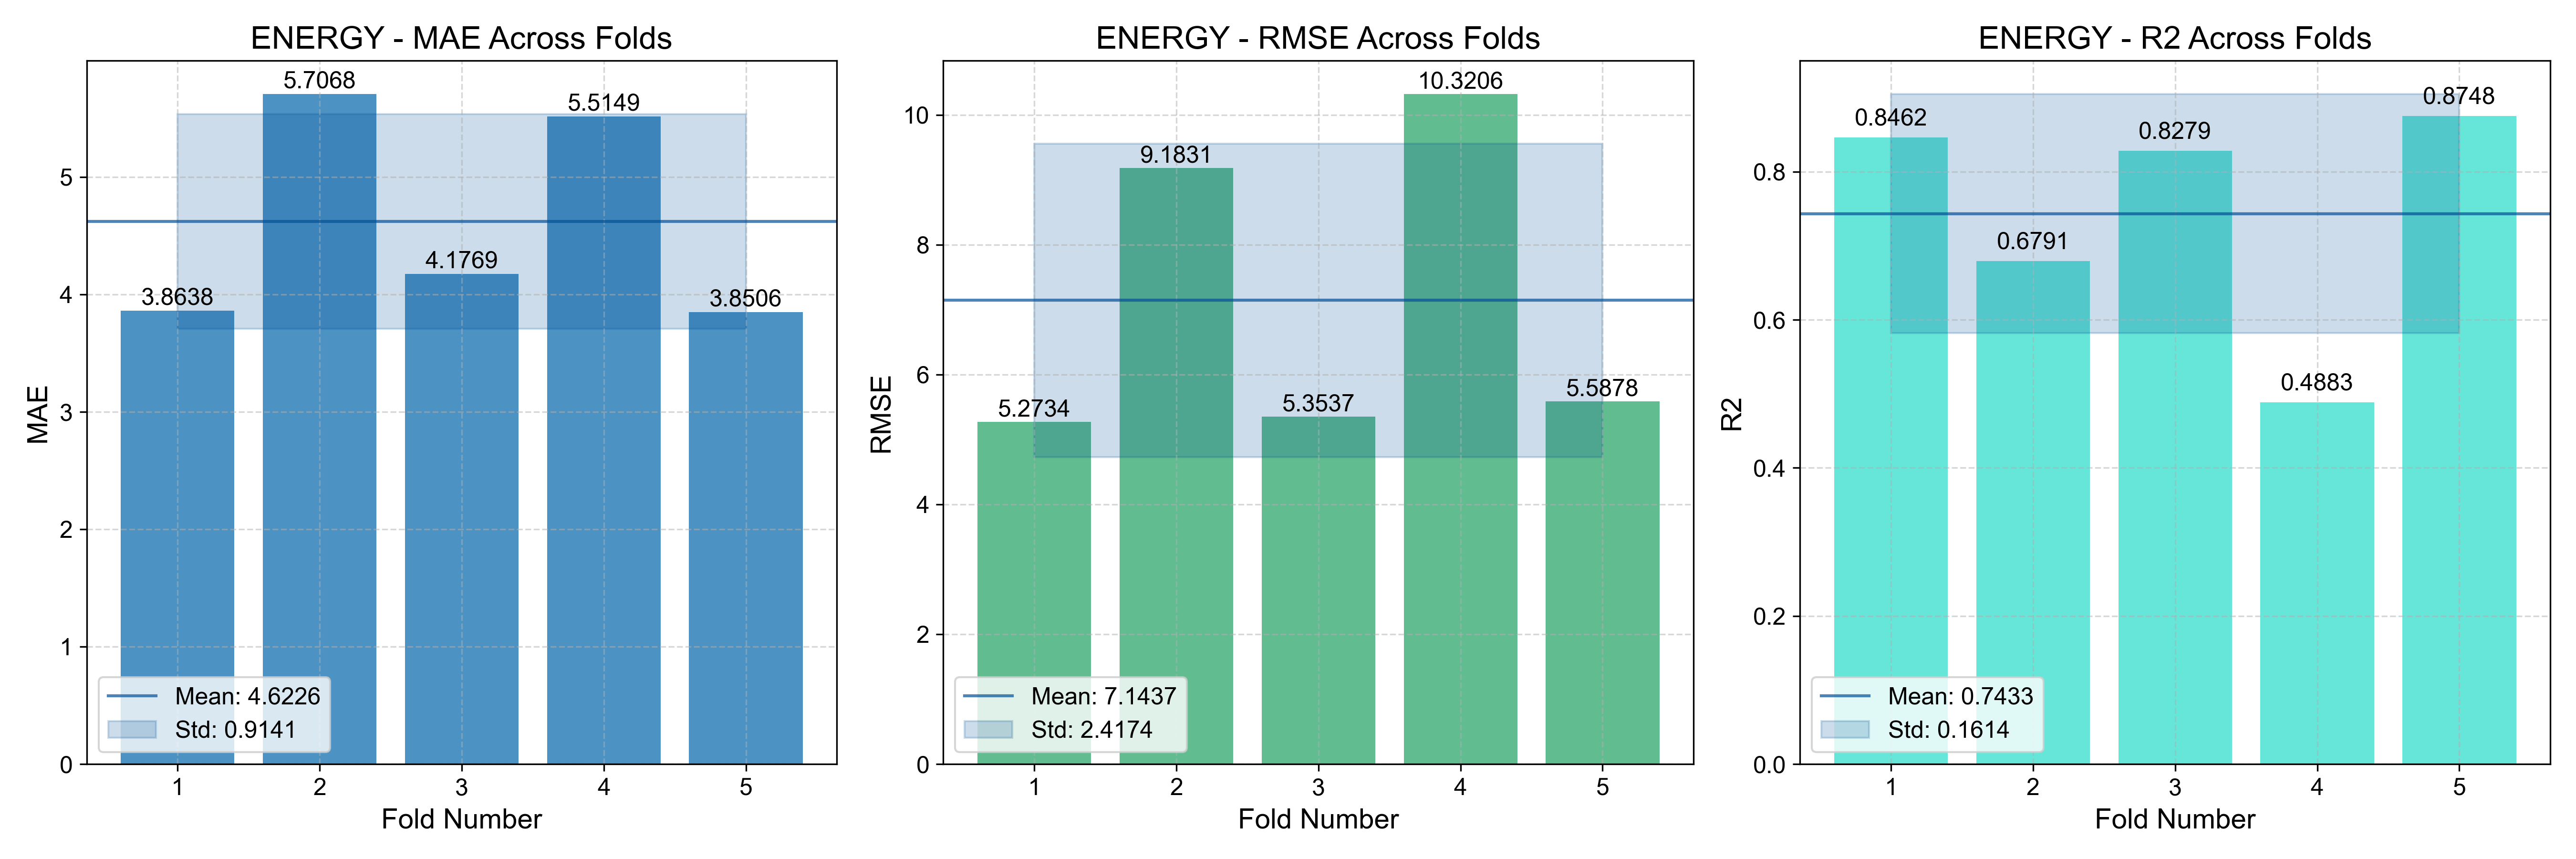 ENERGY - MAE Across Folds
5.7068
5.5149
3.8638
4.1769
3.8506
5
4
3
2
1
0
MAE
Mean: 4.6226
Std: 0.9141
1 2 3 4 5
Fold Number
ENERGY - RMSE Across Folds
10.3206
9.1831
5.2734
5.3537
5.5878
10
8
6
4
2
0
RMSE
Mean: 7.1437
Std: 2.4174
1 2 3 4 5
Fold Number
ENERGY - R2 Across Folds
0.8748
0.8462
0.8279
0.6791
0.4883
0.8
0.6
0.4
0.2
0.0
R2
Mean: 0.7433
Std: 0.1614
1 2 3 4 5
Fold Number